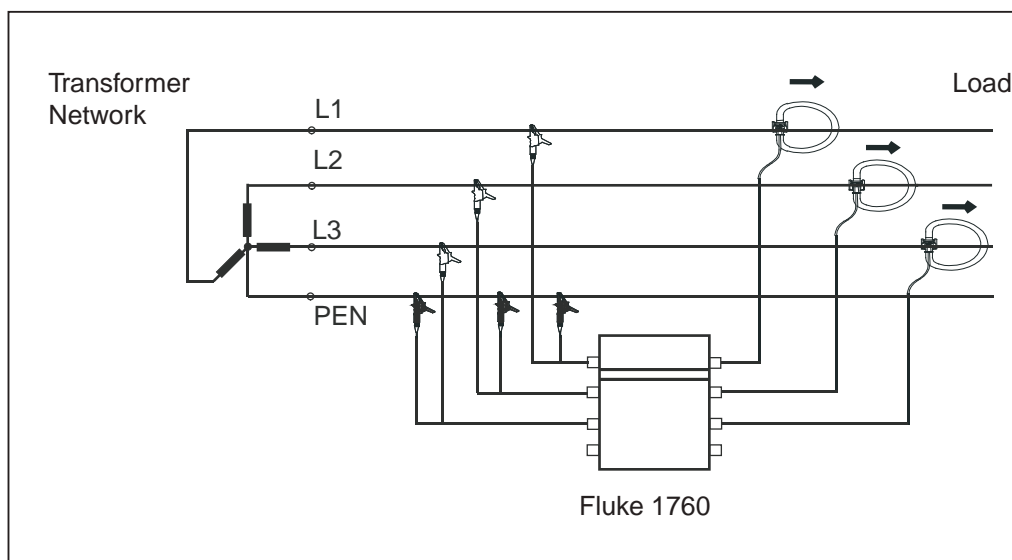 Transformer
Network
Load
L1
L2
L3
PEN
Fluke 1760